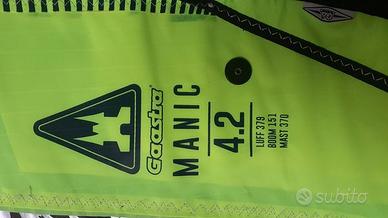 Gaastra
MANIC
4.2
LUFF 379
BOOM 151
MAST 370
subito